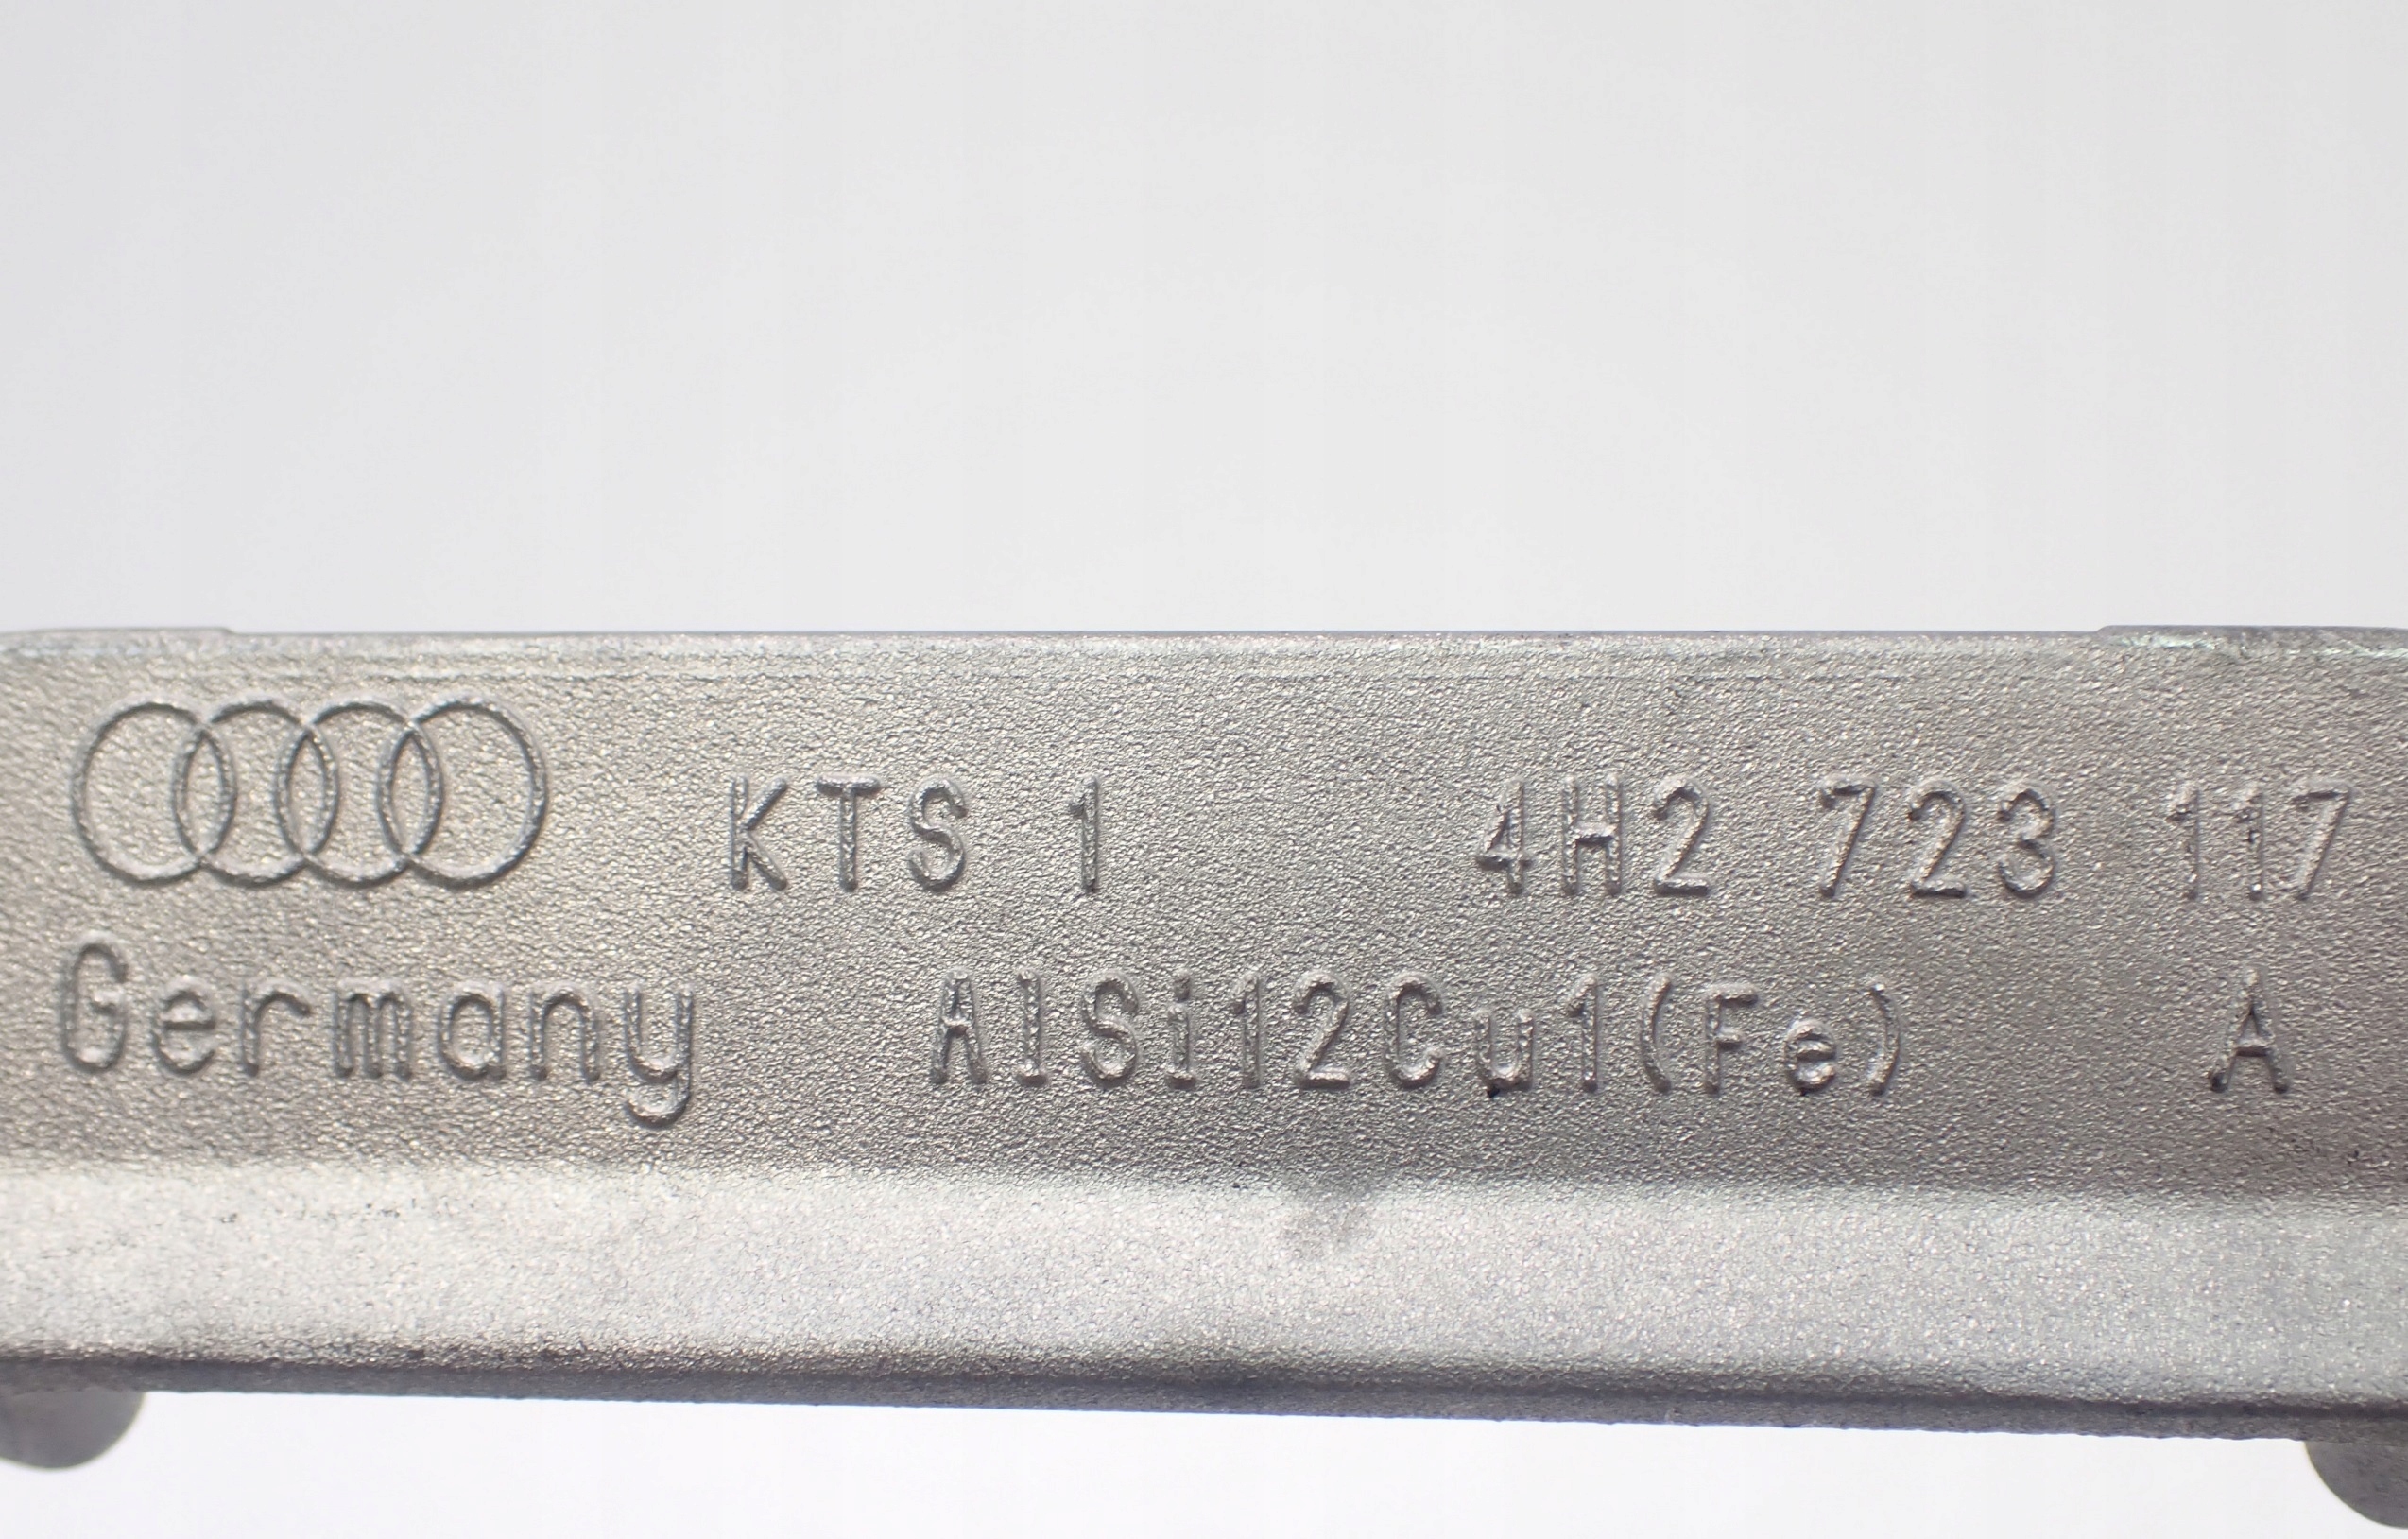 KTS 1 4H2 723 117
Germany AlSi12Cu1(Fe) A